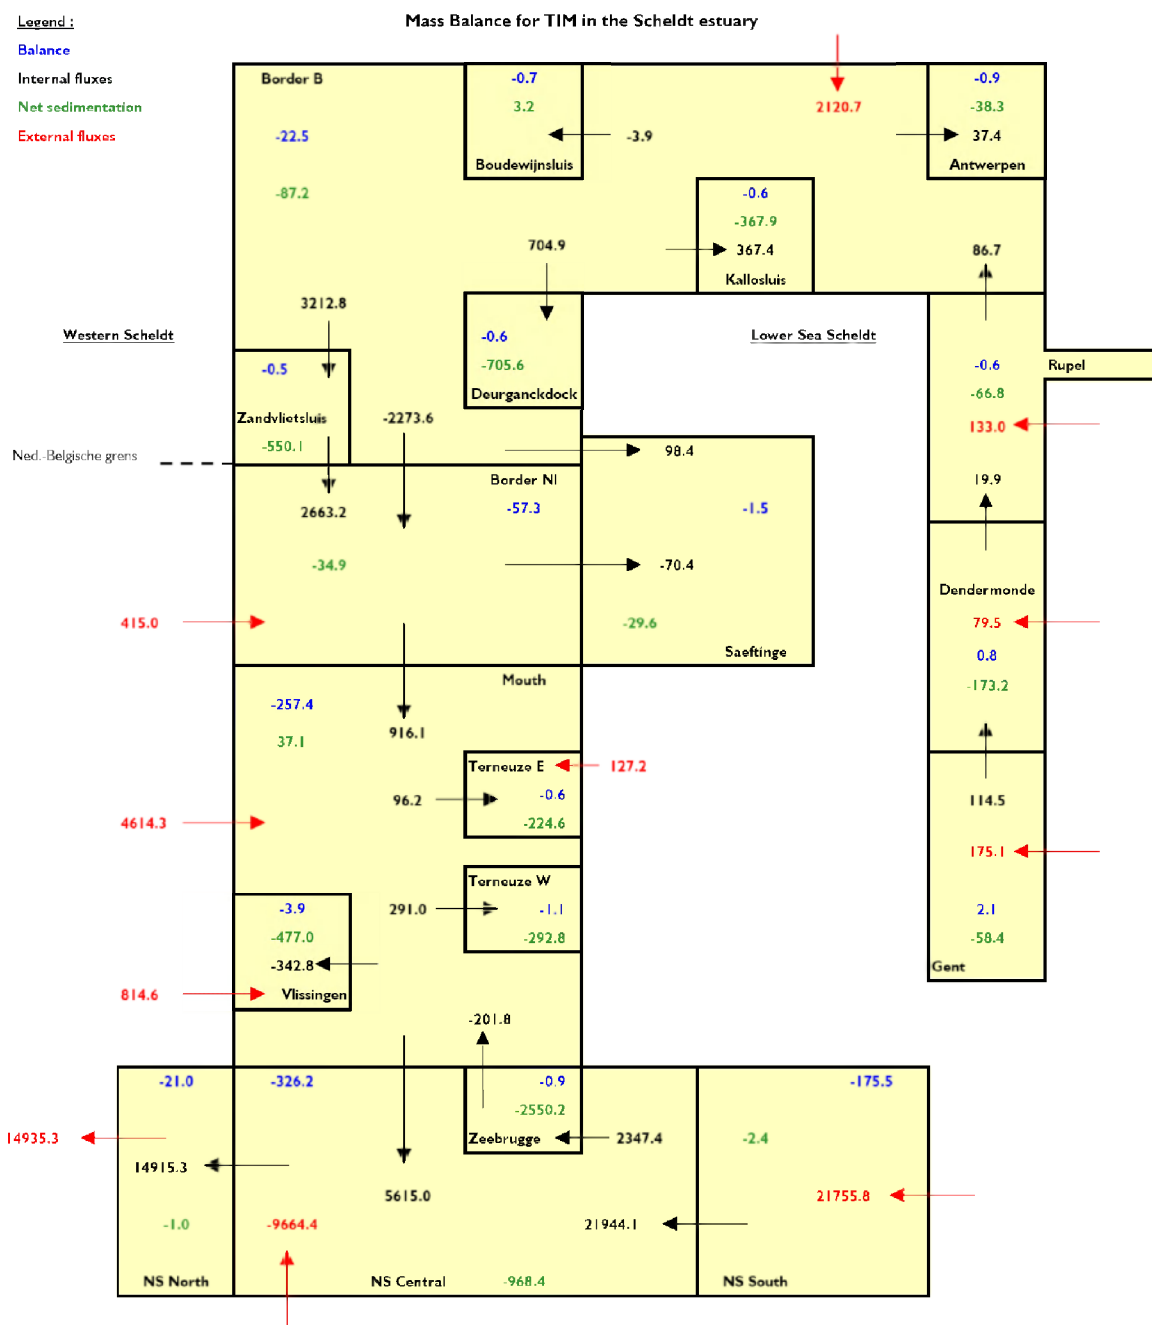 Legend :
Mass Balance for TIM in the Scheldt estuary
Balance
Internal fluxes
Net sedimentation
External fluxes
Border B
-22.5
-87.2
-0.7
3.2
-3.9
Boudewijnsluis
2120.7
-0.9
-38.3
37.4
Antwerpen
-0.6
-367.9
367.4
Kallosluis
704.9
86.7
3212.8
Western Scheldt
Lower Sea Scheldt
-0.6
-705.6
Deurganckdock
-0.5
Zandvlietsluis
-550.1
-2273.6
Rupel
-0.6
-66.8
133.0
19.9
Ned.-Belgische grens
98.4
Border Nl
-57.3
2663.2
-34.9
-1.5
-70.4
-29.6
Saeftinge
415.0
Dendermonde
79.5
0.8
-173.2
Mouth
-257.4
37.1
916.1
Terneuze E
127.2
-0.6
-224.6
96.2
114.5
4614.3
175.1
Terneuze W
-1.1
-292.8
291.0
-3.9
-477.0
-342.8
Vlissingen
814.6
2.1
-58.4
Gent
-201.8
-21.0
-326.2
-0.9
-2550.2
Zeebrugge
2347.4
-175.5
-2.4
14935.3
14915.3
5615.0
21755.8
-1.0
-9664.4
21944.1
NS North
NS Central
-968.4
NS South